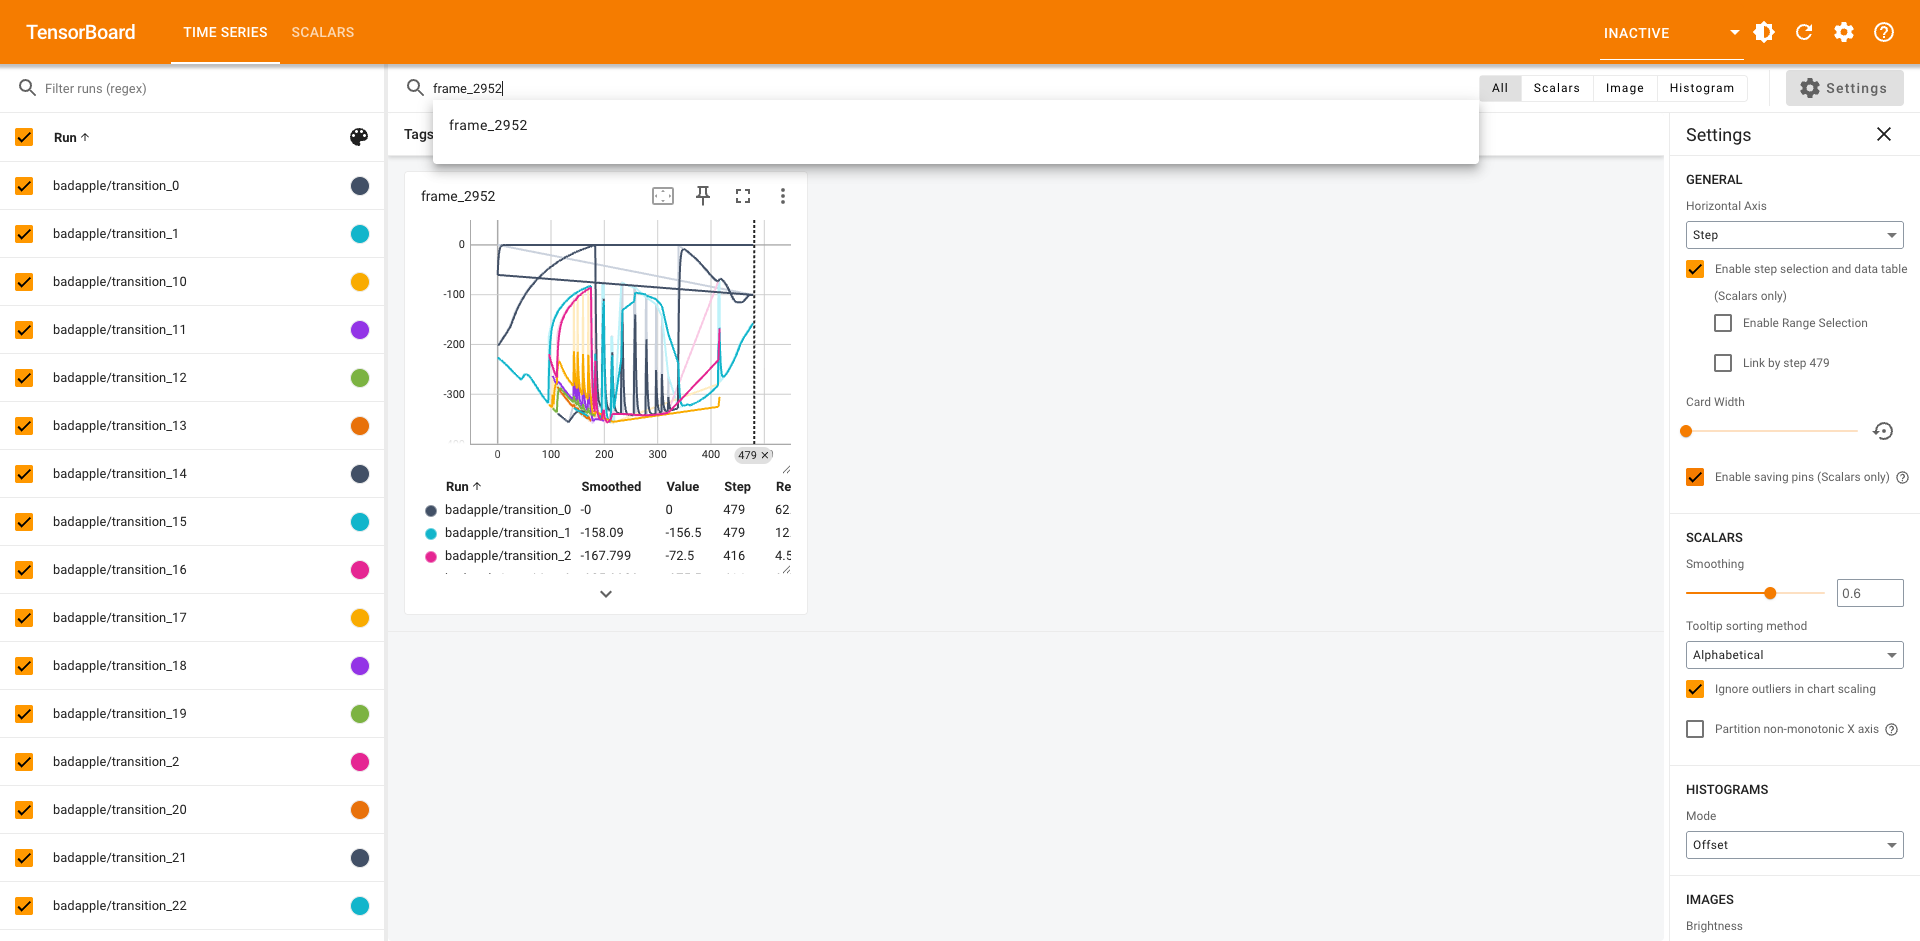 TensorBoard TIME SERIES SCALARS INACTIVE
Filter runs (regex)
frame_2952
All Scalars Image Histogram
Settings
frame_2952
Run
Tags
Settings
badapple/transition_0
badapple/transition_1
badapple/transition_10
badapple/transition_11
badapple/transition_12
badapple/transition_13
badapple/transition_14
badapple/transition_15
badapple/transition_16
badapple/transition_17
badapple/transition_18
badapple/transition_19
badapple/transition_2
badapple/transition_20
badapple/transition_21
badapple/transition_22
frame_2952
0
-100
-200
-300
0 100 200 300 400 479
Run Smoothed Value Step Re
badapple/transition_0 -0 0 479 62.
badapple/transition_1 -158.09 -156.5 479 12.
badapple/transition_2 -167.799 -72.5 416 4.5
GENERAL
Horizontal Axis
Step
Enable step selection and data table
(Scalars only)
Enable Range Selection
Link by step 479
Card Width
Enable saving pins (Scalars only)
SCALARS
Smoothing
0.6
Tooltip sorting method
Alphabetical
Ignore outliers in chart scaling
Partition non-monotonic X axis
HISTOGRAMS
Mode
Offset
IMAGES
Brightness